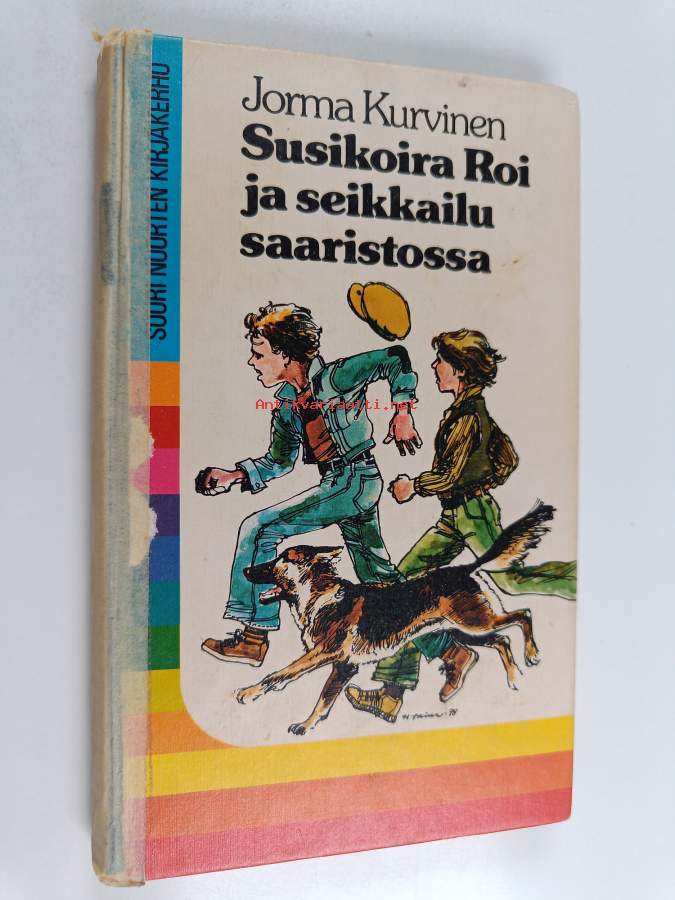 Jorma Kurvinen
Susikoira Roi
ja seikkailu
saaristossa
SUURI NUORTEN KIRJAKERHO
Antikvariaatti.net